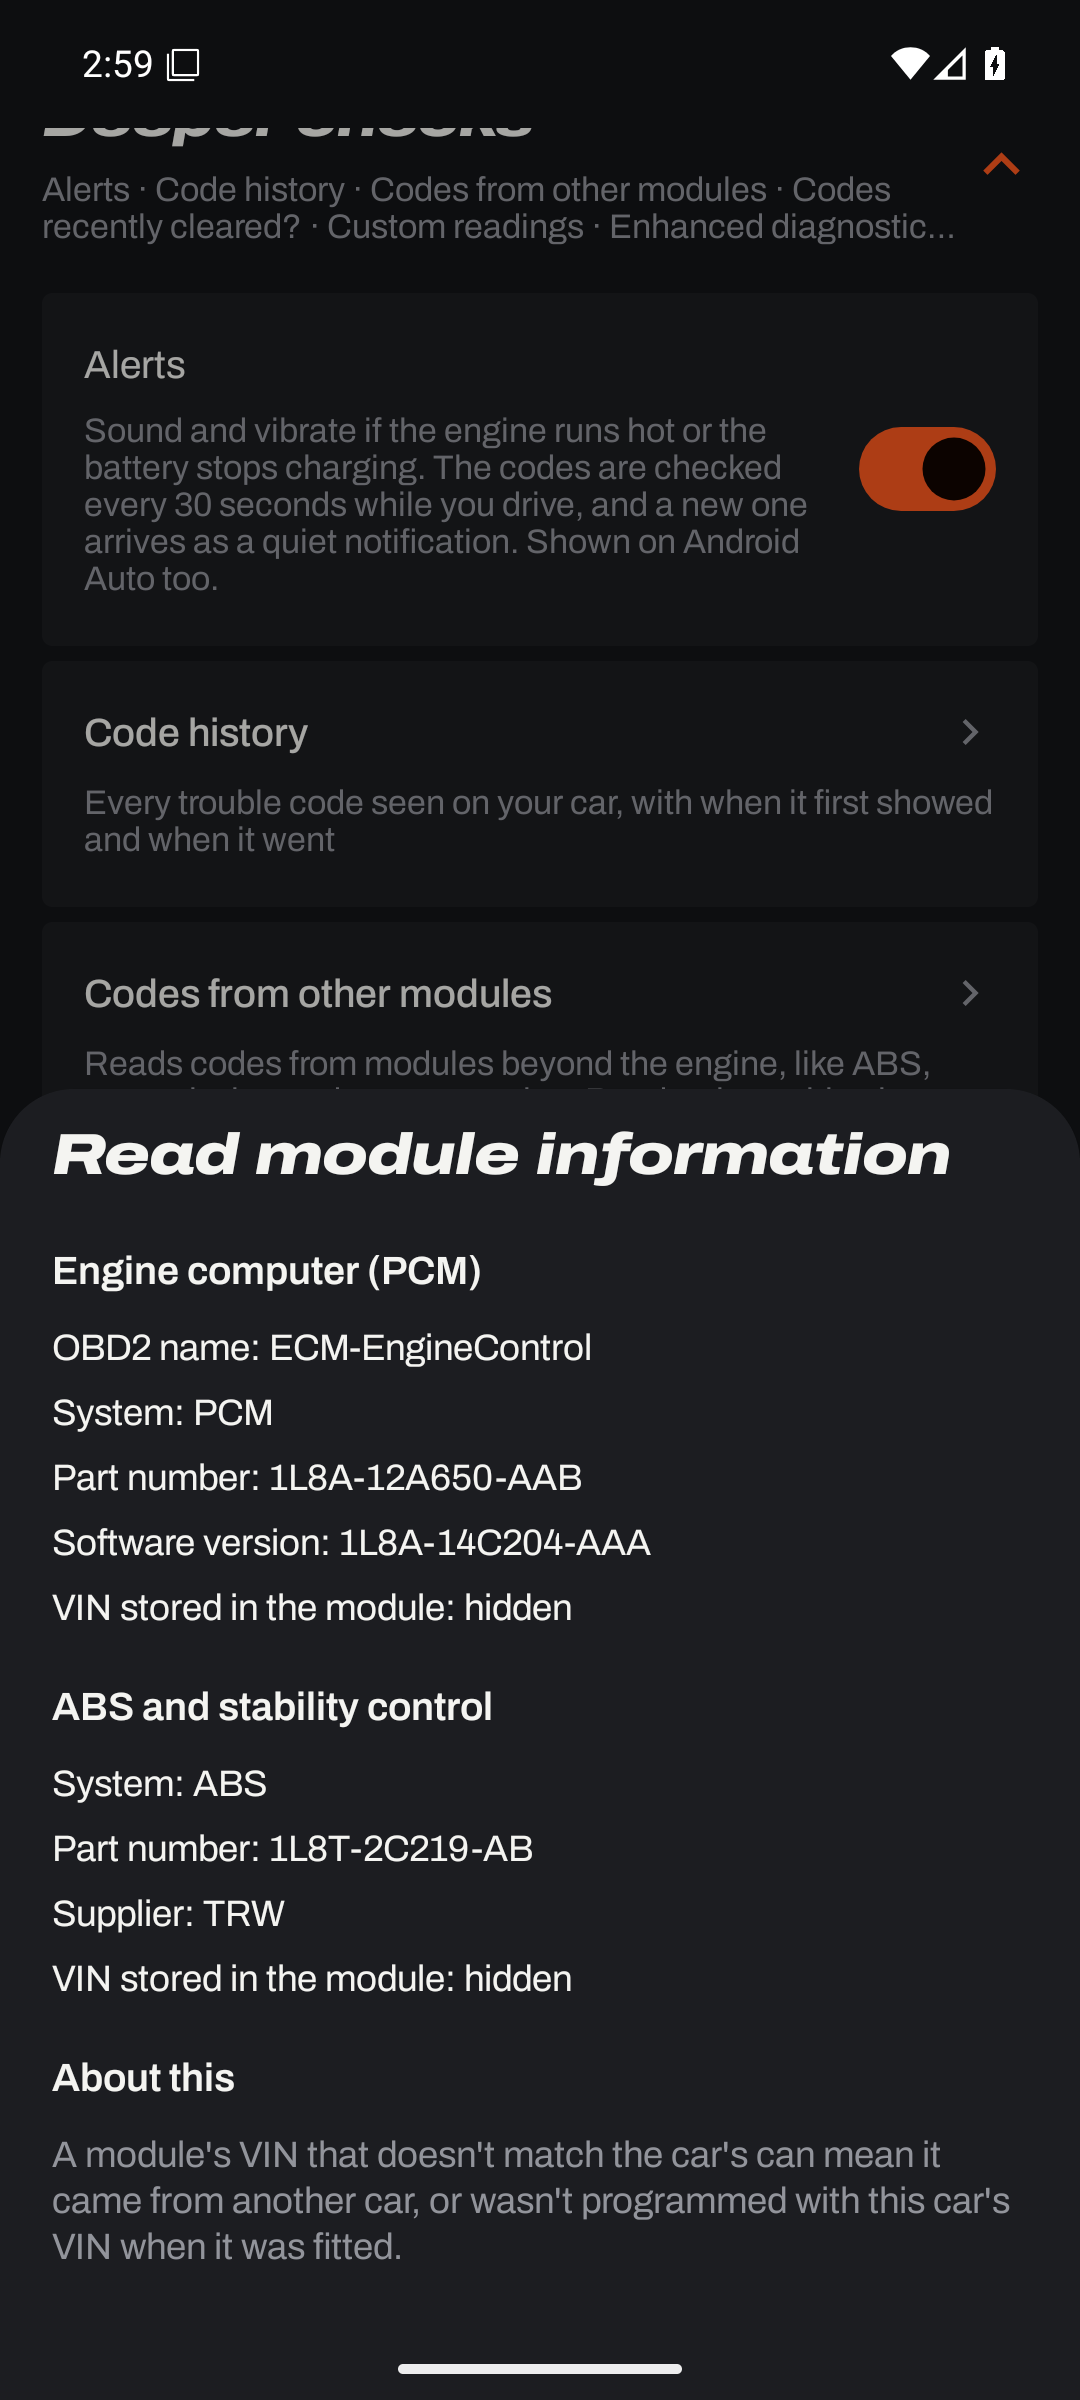 2:59
Deeper checks
Alerts · Code history · Codes from other modules · Codes
recently cleared? · Custom readings · Enhanced diagnostic...
Alerts
Sound and vibrate if the engine runs hot or the
battery stops charging. The codes are checked
every 30 seconds while you drive, and a new one
arrives as a quiet notification. Shown on Android
Auto too.
Code history
Every trouble code seen on your car, with when it first showed
and when it went
Codes from other modules
Reads codes from modules beyond the engine, like ABS,
Read module information
Engine computer (PCM)
OBD2 name: ECM-EngineControl
System: PCM
Part number: 1L8A-12A650-AAB
Software version: 1L8A-14C204-AAA
VIN stored in the module: hidden
ABS and stability control
System: ABS
Part number: 1L8T-2C219-AB
Supplier: TRW
VIN stored in the module: hidden
About this
A module's VIN that doesn't match the car's can mean it
came from another car, or wasn't programmed with this car's
VIN when it was fitted.